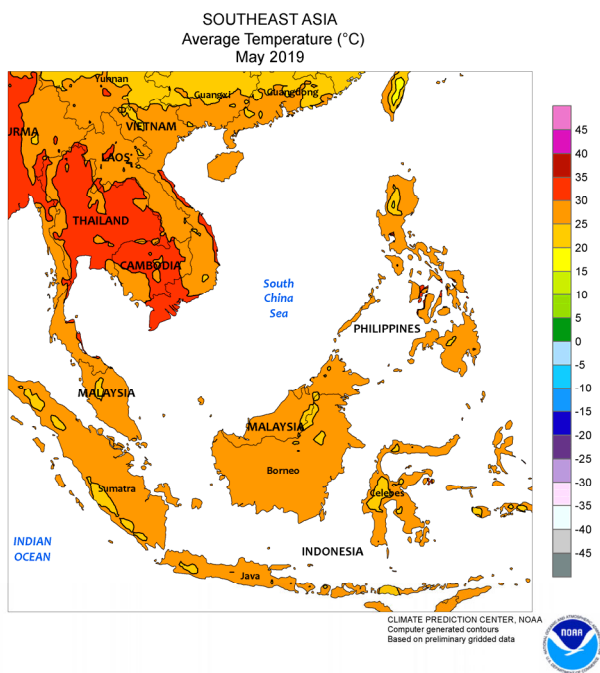 SOUTHEAST ASIA
Average Temperature (°C)
May 2019
Yunnan
Guangxi
Guangdong
URMA
VIETNAM
LAOS
THAILAND
CAMBODIA
South
China
Sea
PHILIPPINES
MALAYSIA
MALAYSIA
Borneo
Sumatra
Celebes
INDIAN
OCEAN
INDONESIA
Java
45
40
35
30
25
20
15
10
5
0
-5
-10
-15
-20
-25
-30
-35
-40
-45
CLIMATE PREDICTION CENTER, NOAA
Computer generated contours
Based on preliminary gridded data
NOAA